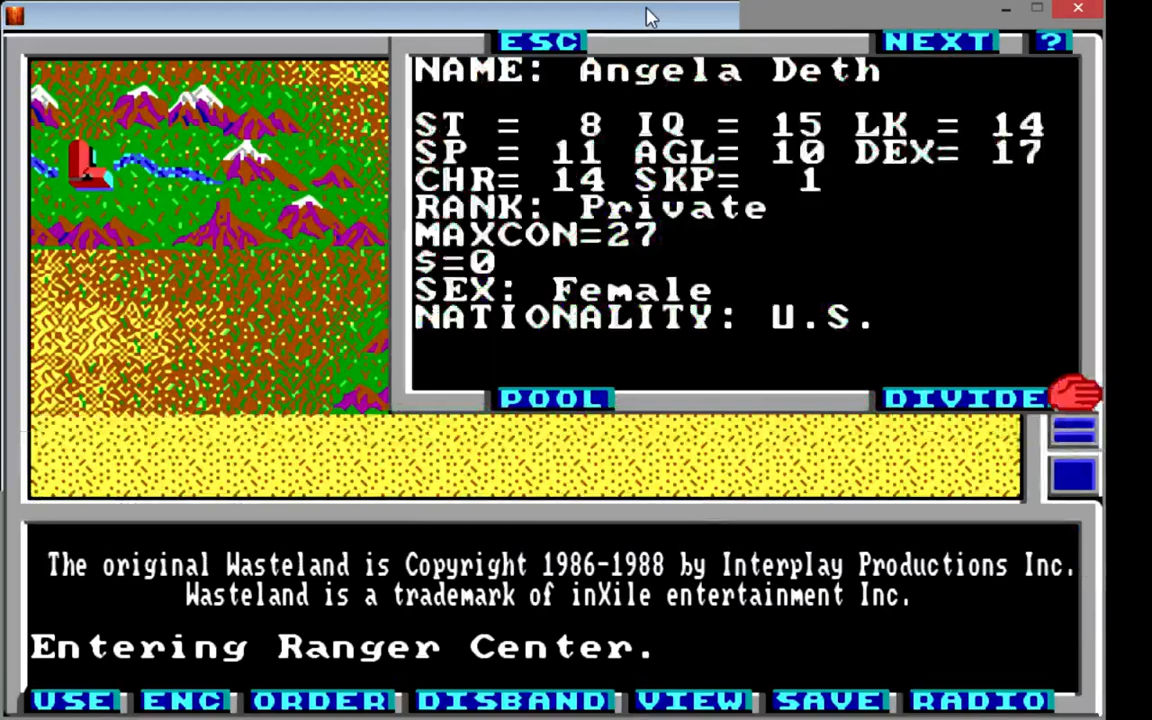 ESC NEXT ?
NAME: Angela Deth
ST = 8 IQ = 15 LK = 14
SP = 11 AGL= 10 DEX= 17
CHR= 14 SKP= 1
RANK: Private
MAXCON=27
$=0
SEX: Female
NATIONALITY: U.S.
POOL DIVIDE
The original Wasteland is Copyright 1986-1988 by Interplay Productions Inc.
Wasteland is a trademark of inXile entertainment Inc.
Entering Ranger Center.
USE ENC ORDER DISBAND VIEW SAVE RADIO